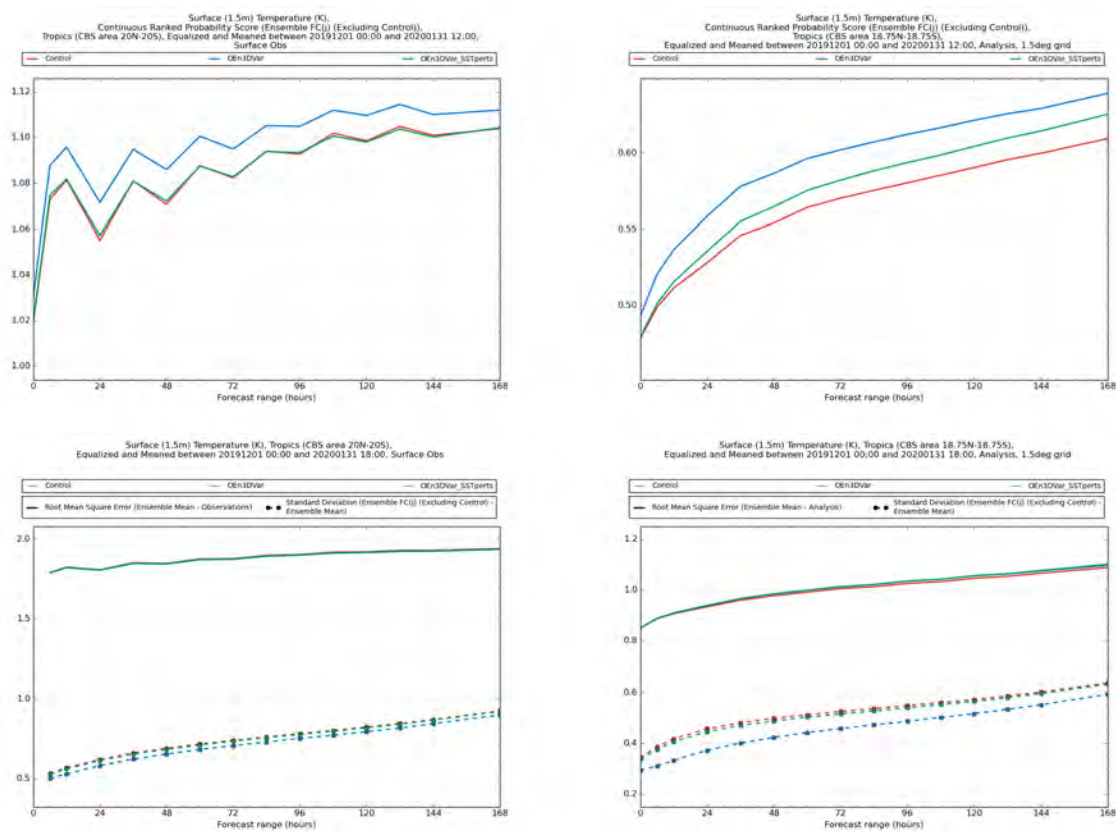 Surface (1.5m) Temperature (K),
Continuous Ranked Probability Score (Ensemble FC(j) (Excluding Control)),
Tropics (CBS area 20N-20S), Equalized and Meaned between 20191201 00:00 and 20200131 12:00,
Surface Obs
Control OEn3DVar OEn3DVar_SSTperts
1.12
1.10
1.08
1.06
1.04
1.02
1.00
0 24 48 72 96 120 144 168
Forecast range (hours)
Surface (1.5m) Temperature (K),
Continuous Ranked Probability Score (Ensemble FC(j) (Excluding Control)),
Tropics (CBS area 18.75N-18.75S),
Equalized and Meaned between 20191201 00:00 and 20200131 12:00, Analysis, 1.5deg grid
Control OEn3DVar OEn3DVar_SSTperts
0.60
0.55
0.50
0 24 48 72 96 120 144 168
Forecast range (hours)
Surface (1.5m) Temperature (K), Tropics (CBS area 20N-20S),
Equalized and Meaned between 20191201 00:00 and 20200131 18:00, Surface Obs
Control OEn3DVar OEn3DVar_SSTperts
Root Mean Square Error (Ensemble Mean - Observations) Standard Deviation (Ensemble FC(j) (Excluding Control) -
Ensemble Mean)
2.0
1.5
1.0
0.5
0 24 48 72 96 120 144 168
Forecast range (hours)
Surface (1.5m) Temperature (K), Tropics (CBS area 18.75N-18.75S),
Equalized and Meaned between 20191201 00:00 and 20200131 18:00, Analysis, 1.5deg grid
Control OEn3DVar OEn3DVar_SSTperts
Root Mean Square Error (Ensemble Mean - Analysis) Standard Deviation (Ensemble FC(j) (Excluding Control) -
Ensemble Mean)
1.2
1.0
0.8
0.6
0.4
0.2
0 24 48 72 96 120 144 168
Forecast range (hours)